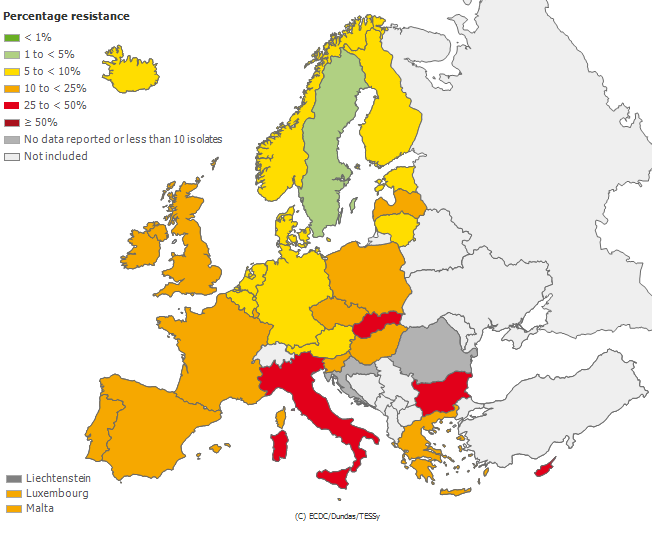 Percentage resistance
< 1%
1 to < 5%
5 to < 10%
10 to < 25%
25 to < 50%
≥ 50%
No data reported or less than 10 isolates
Not included
Liechtenstein
Luxembourg
Malta
(C) ECDC/Dundas/TESSy